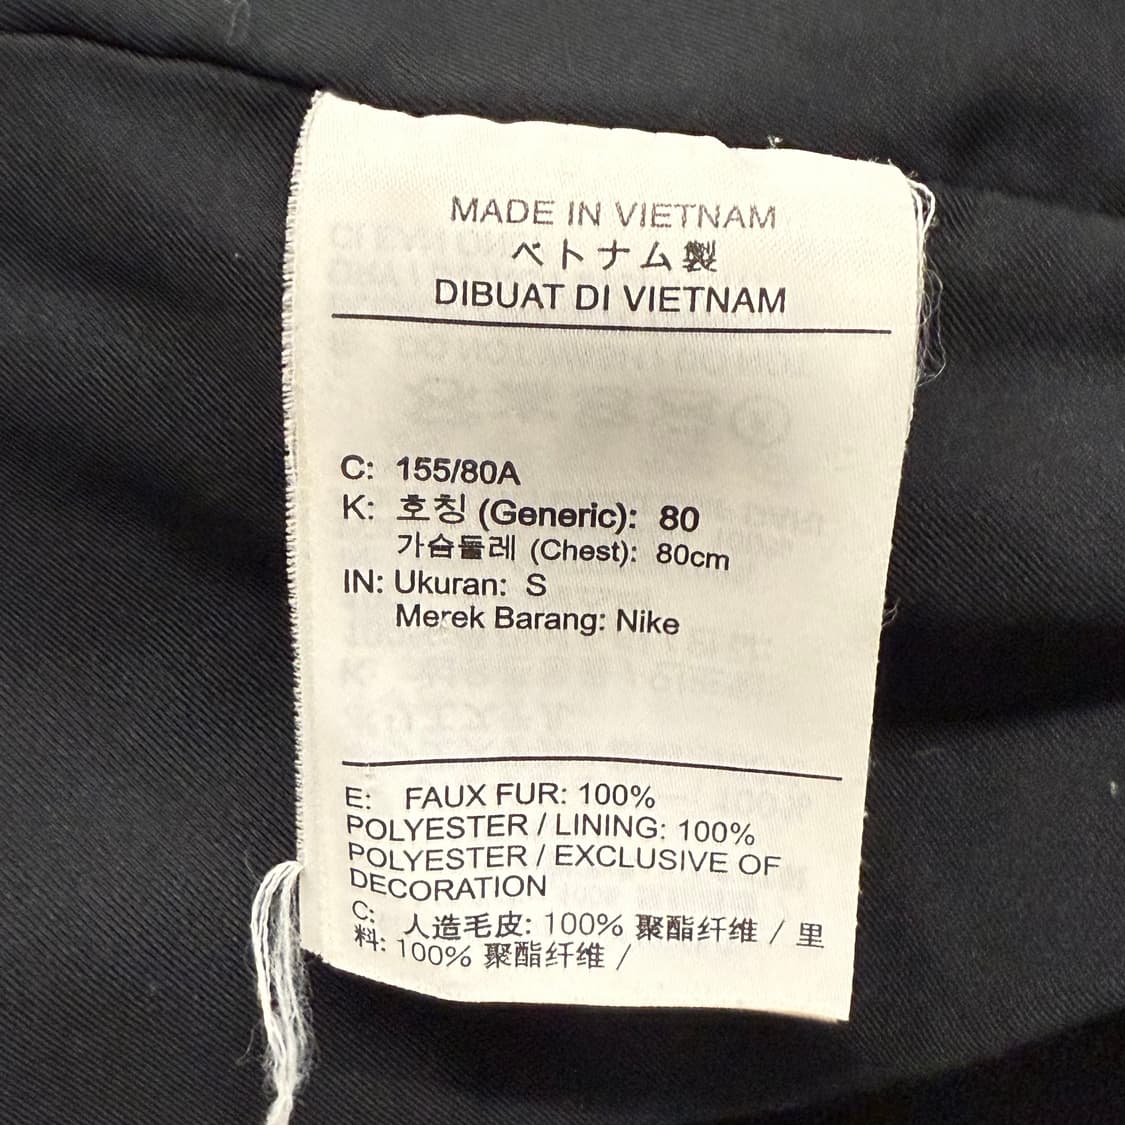 MADE IN VIETNAM
ベトナム製
DIBUAT DI VIETNAM
C: 155/80A
K: 호칭 (Generic): 80
가슴둘레 (Chest): 80cm
IN: Ukuran: S
Merek Barang: Nike
E: FAUX FUR: 100%
POLYESTER / LINING: 100%
POLYESTER / EXCLUSIVE OF
DECORATION
C: 人造毛皮: 100% 聚酯纤维 / 里
料: 100% 聚酯纤维 /